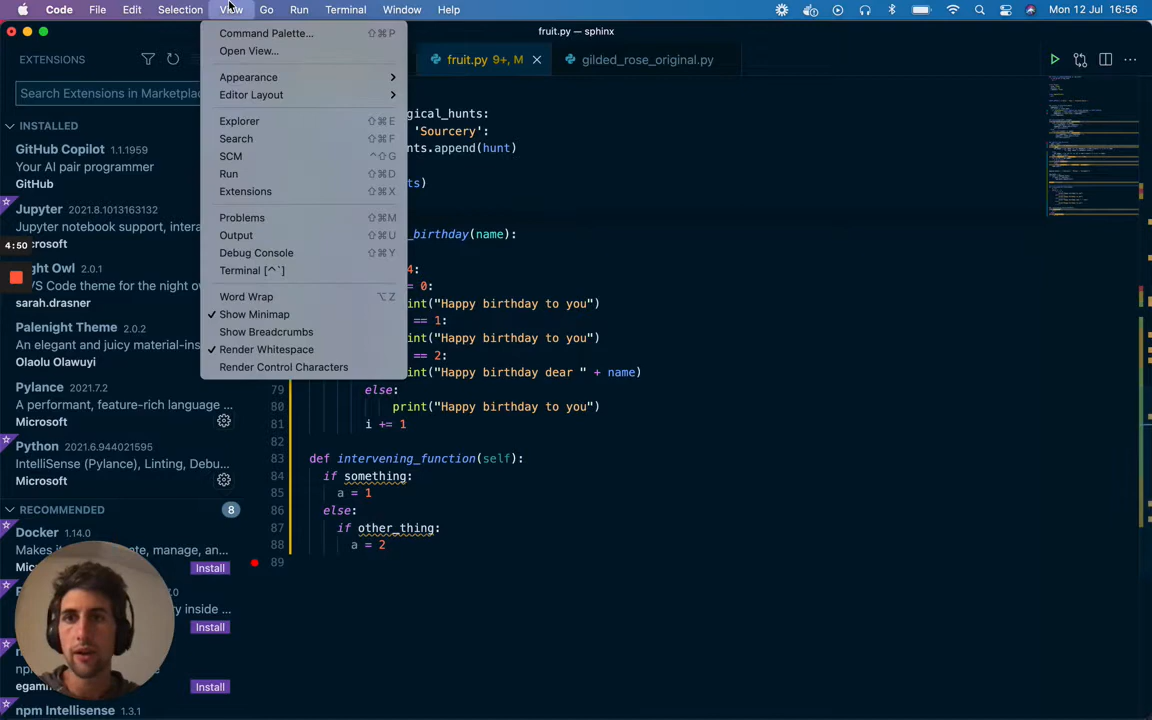 Code File Edit Selection View Go Run Terminal Window Help Mon 12 Jul 16:56
fruit.py — sphinx
EXTENSIONS
fruit.py 9+, M
gilded_rose_original.py
Search Extensions in Marketplac
INSTALLED
GitHub Copilot 1.1.1959
Your AI pair programmer
GitHub
Jupyter 2021.8.1013163132
Jupyter notebook support, intera
crosoft
4:50
ght Owl 2.0.1
VS Code theme for the night o
sarah.drasner
Palenight Theme 2.0.2
An elegant and juicy material-ins
Olaolu Olawuyi
Pylance 2021.7.2
A performant, feature-rich language ...
Microsoft
Python 2021.6.944021595
IntelliSense (Pylance), Linting, Debu...
Microsoft
RECOMMENDED 8
Docker 1.14.0
Makes it ate, manage, an...
Mic Install
7.0
y inside ...
Install
egam Install
npm Intellisense 1.3.1
Command Palette... ⇧⌘P
Open View...
Appearance
Editor Layout
Explorer ⇧⌘E
Search ⇧⌘F
SCM ^⇧G
Run ⇧⌘D
Extensions ⇧⌘X
Problems ⇧⌘M
Output ⇧⌘U
Debug Console ⇧⌘Y
Terminal [^`]
Word Wrap ⌥Z
✓ Show Minimap
Show Breadcrumbs
✓ Render Whitespace
Render Control Characters
gical_hunts:
'Sourcery':
nts.append(hunt)
ts)
_birthday(name):
4:
= 0:
int("Happy birthday to you")
== 1:
int("Happy birthday to you")
== 2:
int("Happy birthday dear " + name)
79 else:
80 print("Happy birthday to you")
81 i += 1
82
83 def intervening_function(self):
84 if something:
85 a = 1
86 else:
87 if other_thing:
88 a = 2
89